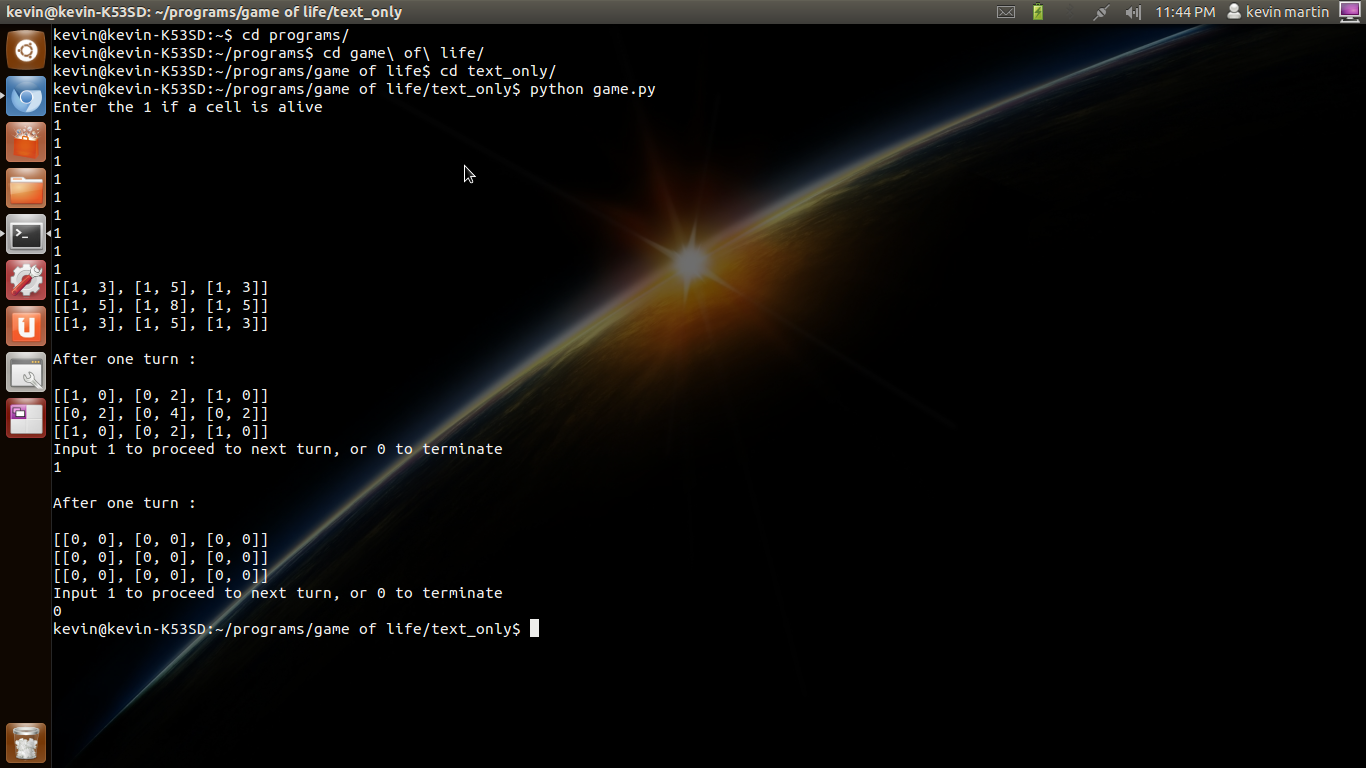 kevin@kevin-K53SD: ~/programs/game of life/text_only
11:44 PM kevin martin
kevin@kevin-K53SD:~$ cd programs/
kevin@kevin-K53SD:~/programs$ cd game\ of\ life/
kevin@kevin-K53SD:~/programs/game of life$ cd text_only/
kevin@kevin-K53SD:~/programs/game of life/text_only$ python game.py
Enter the 1 if a cell is alive
1
1
1
1
1
1
1
1
1
[[1, 3], [1, 5], [1, 3]]
[[1, 5], [1, 8], [1, 5]]
[[1, 3], [1, 5], [1, 3]]
After one turn :
[[1, 0], [0, 2], [1, 0]]
[[0, 2], [0, 4], [0, 2]]
[[1, 0], [0, 2], [1, 0]]
Input 1 to proceed to next turn, or 0 to terminate
1
After one turn :
[[0, 0], [0, 0], [0, 0]]
[[0, 0], [0, 0], [0, 0]]
[[0, 0], [0, 0], [0, 0]]
Input 1 to proceed to next turn, or 0 to terminate
0
kevin@kevin-K53SD:~/programs/game of life/text_only$